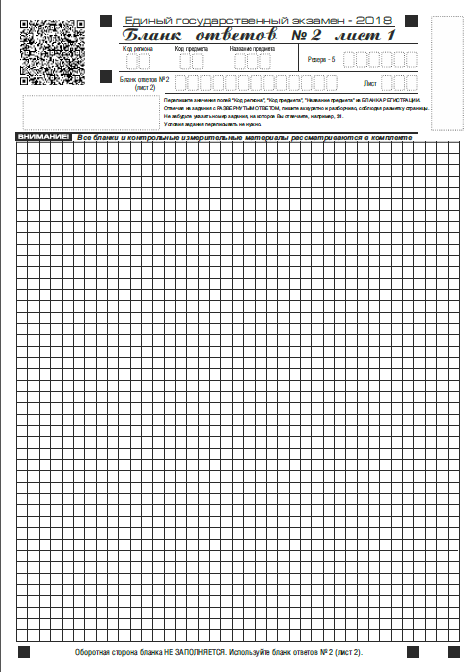 Единый государственный экзамен - 2018
Бланк ответов № 2 лист 1
Код региона Код предмета Название предмета
Резерв - 5
Бланк ответов № 2
(лист 2)
Лист
Перепишите значения полей "Код региона", "Код предмета", "Название предмета" из БЛАНКА РЕГИСТРАЦИИ.
Отвечая на задания с РАЗВЕРНУТЫМ ОТВЕТОМ, пишите аккуратно и разборчиво, соблюдая разметку страницы.
Не забудьте указать номер задания, на которое Вы отвечаете, например, 31.
Условия задания переписывать не нужно.
ВНИМАНИЕ! Все бланки и контрольные измерительные материалы рассматриваются в комплекте
Оборотная сторона бланка НЕ ЗАПОЛНЯЕТСЯ. Используйте бланк ответов № 2 (лист 2).